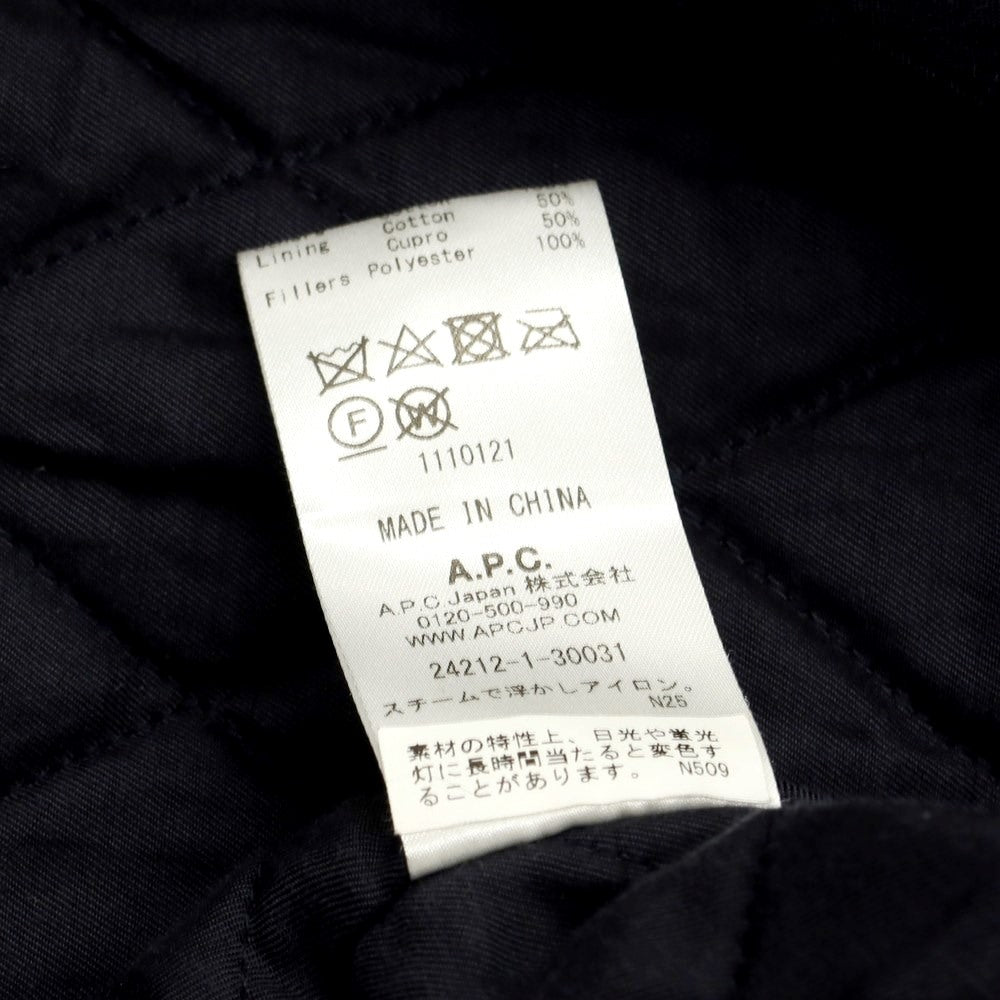 50%
Lining Cotton 50%
Cupro 100%
Fillers Polyester
F W
1110121
MADE IN CHINA
A.P.C.
A.P.C.Japan 株式会社
0120-500-990
WWW.APCJP.COM
24212-1-30031
スチームで浮かしアイロン。
N25
素材の特性上、日光や蛍光
灯に長時間当たると変色す
ることがあります。 N509